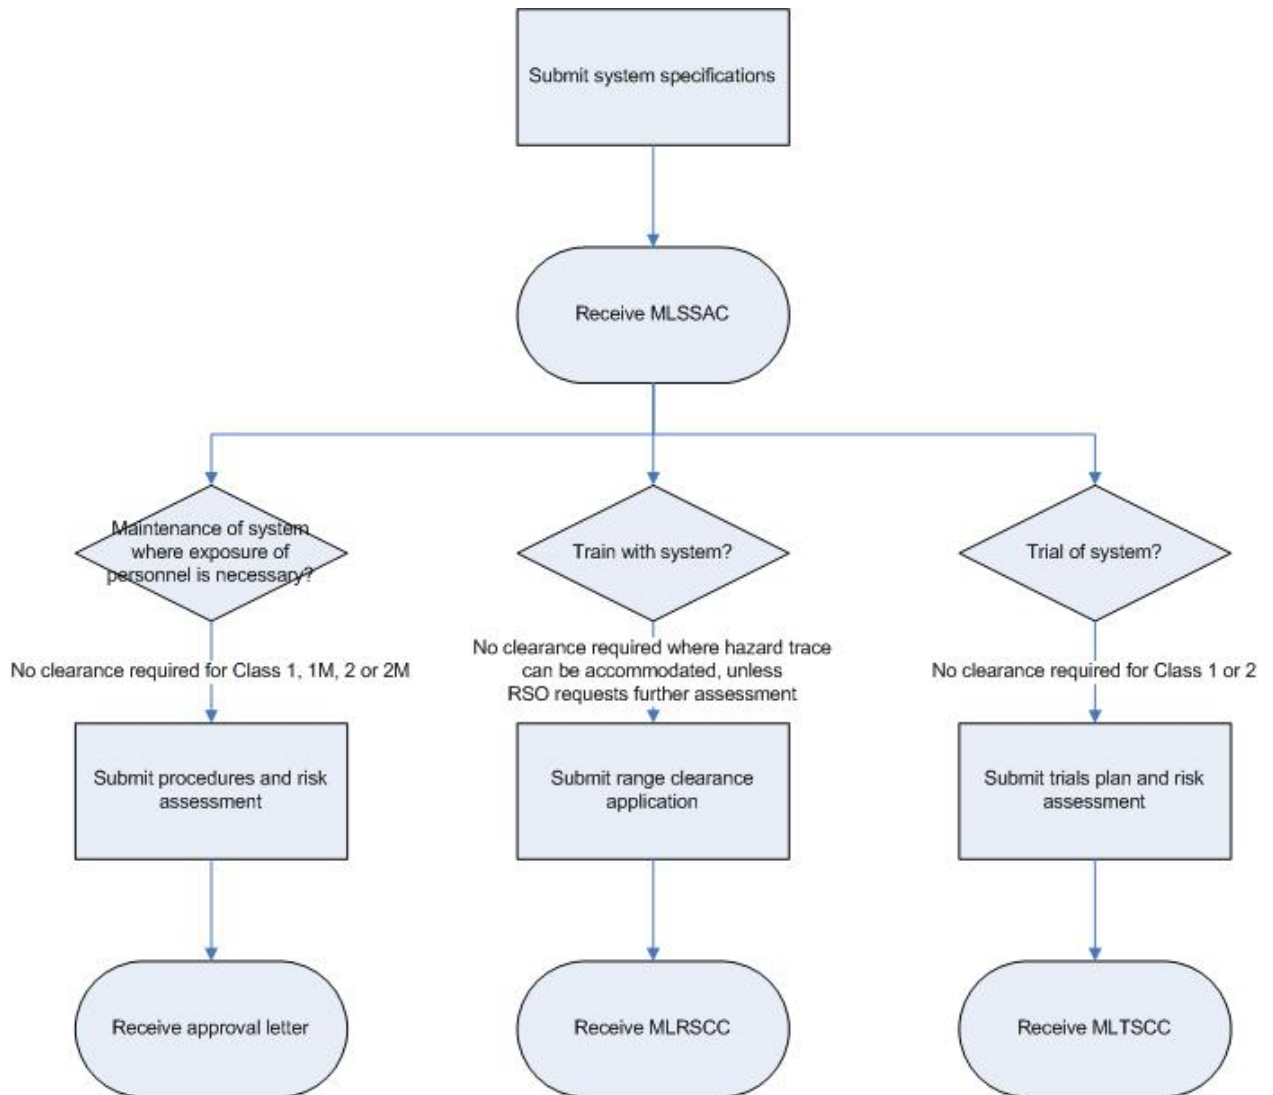 Submit system specifications
Receive MLSSAC
Maintenance of system
where exposure of
personnel is necessary?
Train with system?
Trial of system?
No clearance required for Class 1, 1M, 2 or 2M
No clearance required where hazard trace
can be accommodated, unless
RSO requests further assessment
No clearance required for Class 1 or 2
Submit procedures and risk
assessment
Submit range clearance
application
Submit trials plan and risk
assessment
Receive approval letter
Receive MLRSCC
Receive MLTSCC